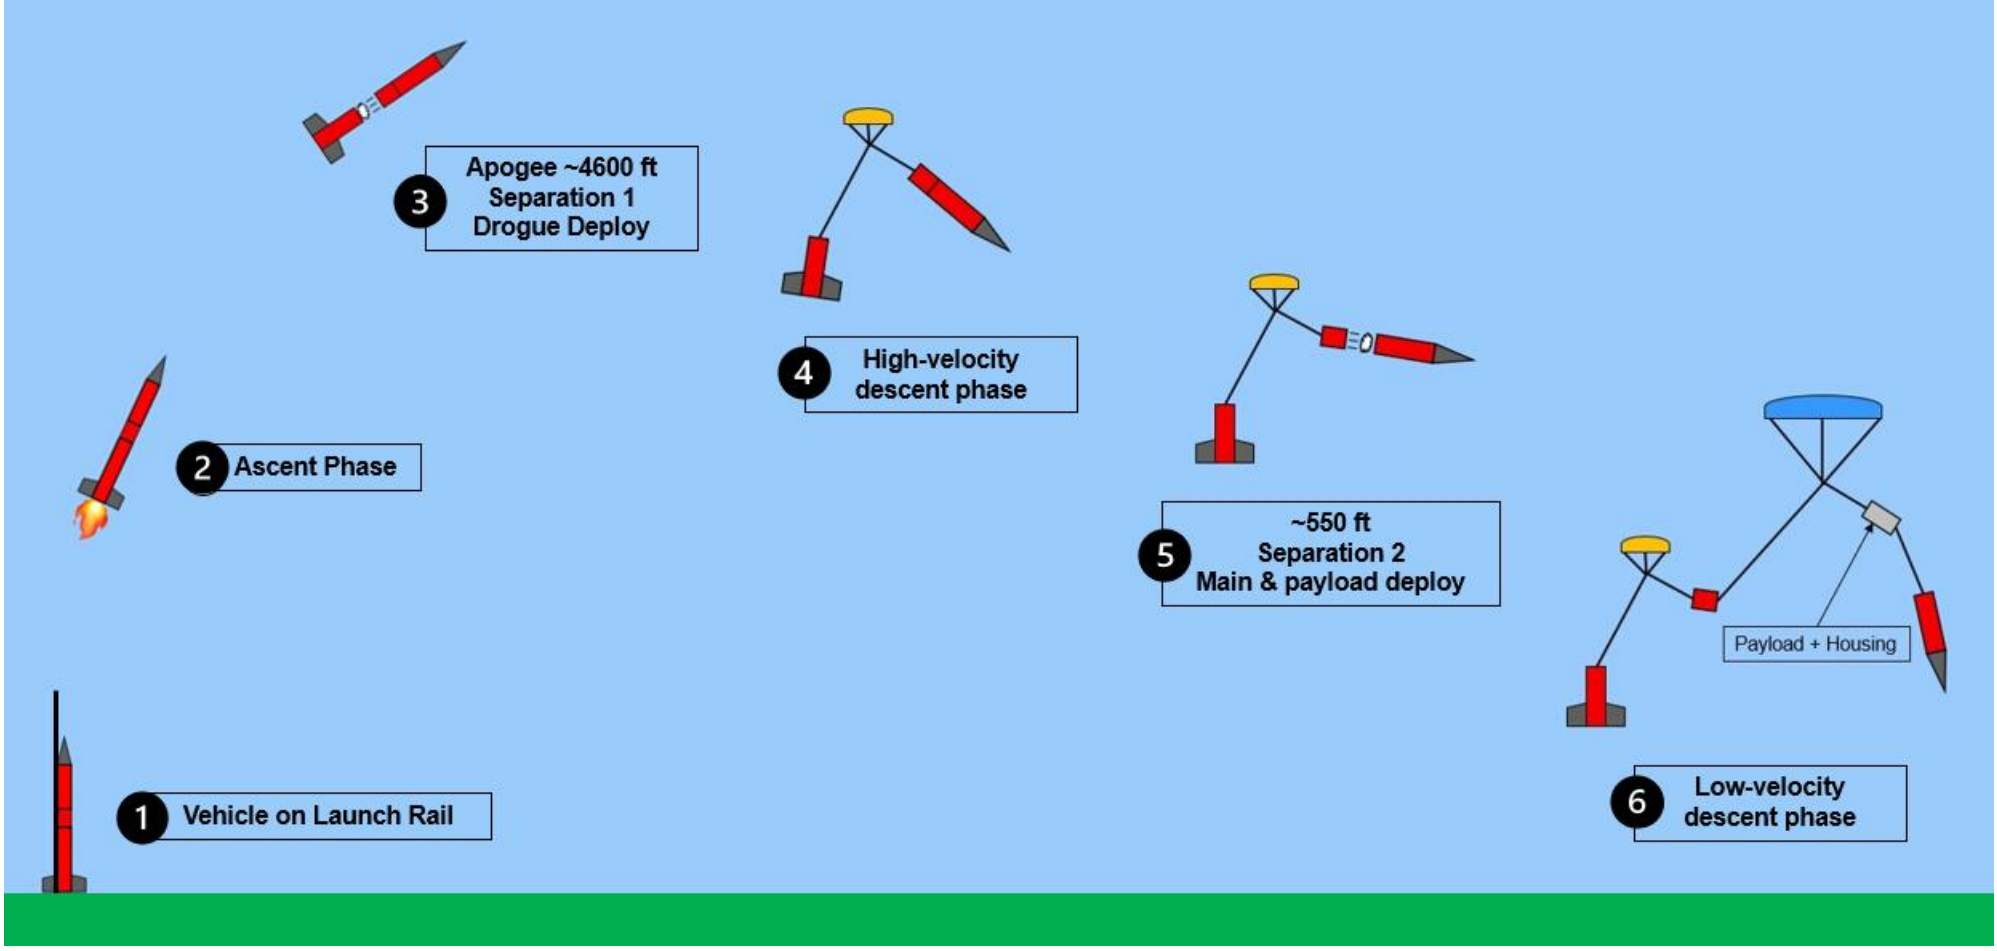 1
Vehicle on Launch Rail
2
Ascent Phase
3
Apogee ~4600 ft
Separation 1
Drogue Deploy
4
High-velocity
descent phase
5
~550 ft
Separation 2
Main & payload deploy
6
Low-velocity
descent phase
Payload + Housing